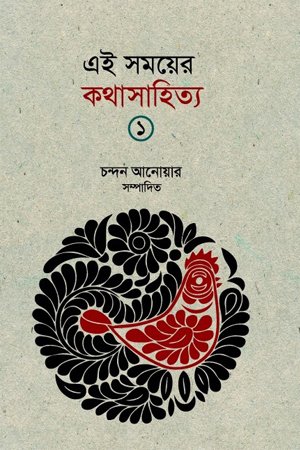 এই সময়ের
কথাসাহিত্য
১
চন্দন আনোয়ার
সম্পাদিত